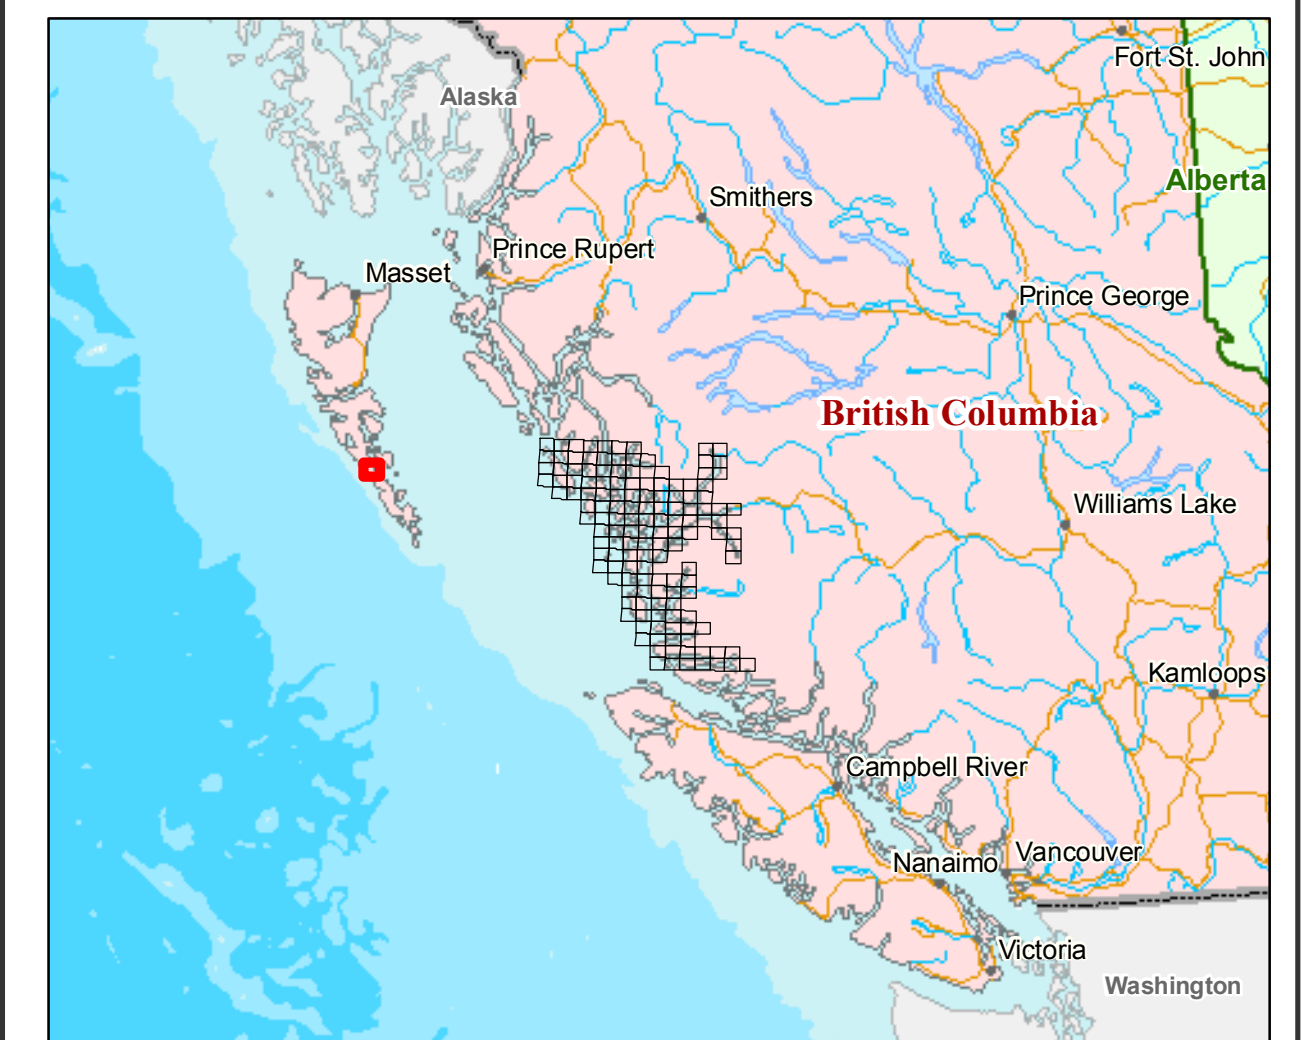 Fort St. John
Alaska
Alberta
Smithers
Prince Rupert
Masset
Prince George
British Columbia
Williams Lake
Kamloops
Campbell River
Vancouver
Nanaimo
Victoria
Washington